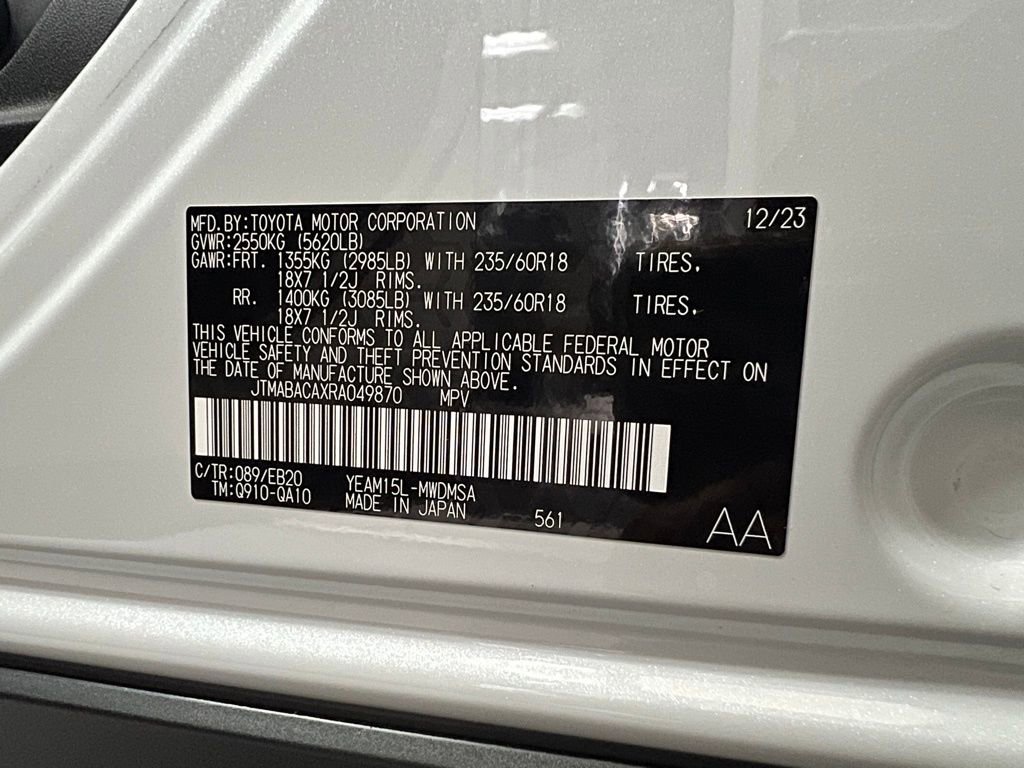 MFD.BY:TOYOTA MOTOR CORPORATION 12/23
GVWR:2550KG (5620LB)
GAWR:FRT. 1355KG (2985LB) WITH 235/60R18 TIRES,
18X7 1/2J RIMS.
RR. 1400KG (3085LB) WITH 235/60R18 TIRES,
18X7 1/2J RIMS.
THIS VEHICLE CONFORMS TO ALL APPLICABLE FEDERAL MOTOR
VEHICLE SAFETY AND THEFT PREVENTION STANDARDS IN EFFECT ON
THE DATE OF MANUFACTURE SHOWN ABOVE.
JTMABACAXRA049870 MPV
C/TR:089/EB20 YEAM15L-MWDMSA
TM:Q910-QA10 MADE IN JAPAN 561 AA